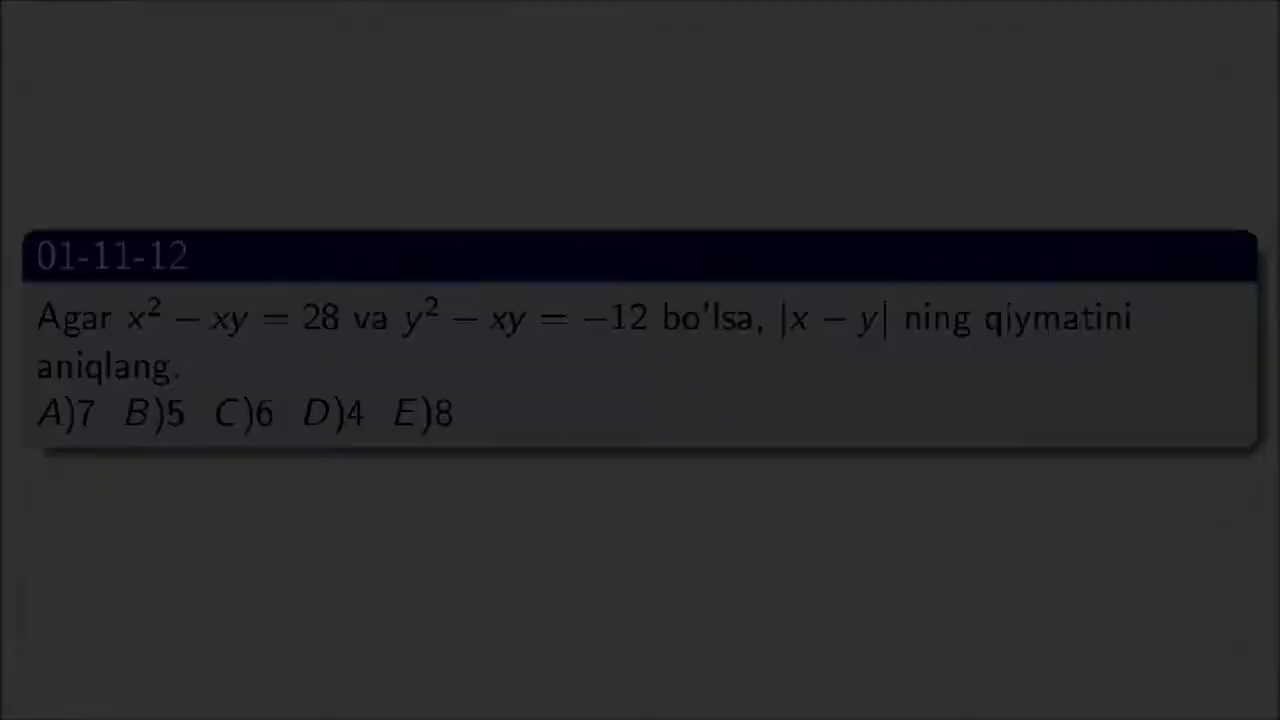 01-11-12
Agar x² − xy = 28 va y² − xy = −12 bo'lsa, |x − y| ning qiymatini
aniqlang.
A)7 B)5 C)6 D)4 E)8